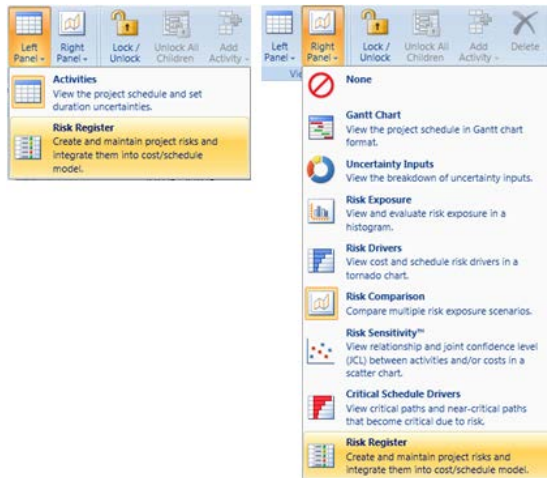 Left Panel
Right Panel
Lock / Unlock
Unlock All Children
Add Activity
Activities
View the project schedule and set
duration uncertainties.
Risk Register
Create and maintain project risks and
integrate them into cost/schedule
model.
Left Panel
Right Panel
Lock / Unlock
Unlock All Children
Add Activity
Delete
None
Gantt Chart
View the project schedule in Gantt chart
format.
Uncertainty Inputs
View the breakdown of uncertainty inputs.
Risk Exposure
View and evaluate risk exposure in a
histogram.
Risk Drivers
View cost and schedule risk drivers in a
tornado chart.
Risk Comparison
Compare multiple risk exposure scenarios.
Risk Sensitivity™
View relationship and joint confidence level
(JCL) between activities and/or costs in a
scatter chart.
Critical Schedule Drivers
View critical paths and near-critical paths
that become critical due to risk.
Risk Register
Create and maintain project risks and
integrate them into cost/schedule model.